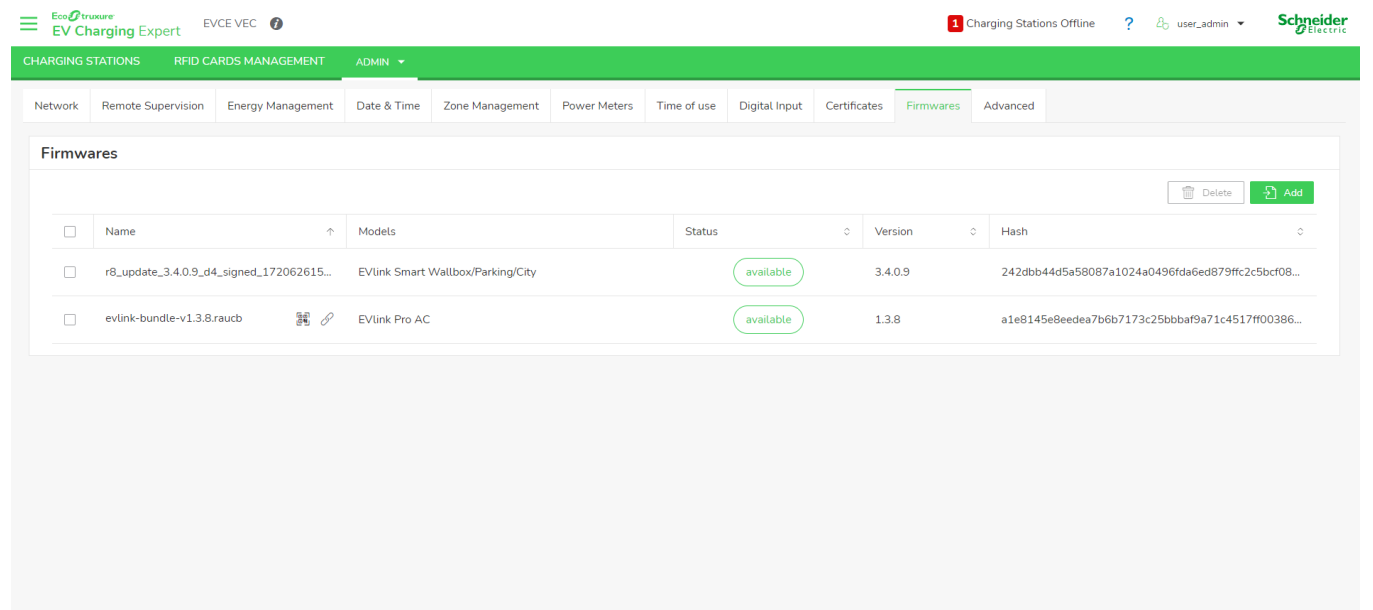 EcoStruxure
EV Charging Expert
EVCE VEC
1 Charging Stations Offline
?
user_admin
Schneider
Electric
CHARGING STATIONS RFID CARDS MANAGEMENT ADMIN
Network Remote Supervision Energy Management Date & Time Zone Management Power Meters Time of use Digital Input Certificates Firmwares Advanced
Firmwares
Delete Add
Name Models Status Version Hash
r8_update_3.4.0.9_d4_signed_172062615... EVlink Smart Wallbox/Parking/City available 3.4.0.9 242dbb44d5a58087a1024a0496fda6ed879ffc2c5bcf08...
evlink-bundle-v1.3.8.raucb EVlink Pro AC available 1.3.8 a1e8145e8eedea7b6b7173c25bbbaf9a71c4517ff00386...